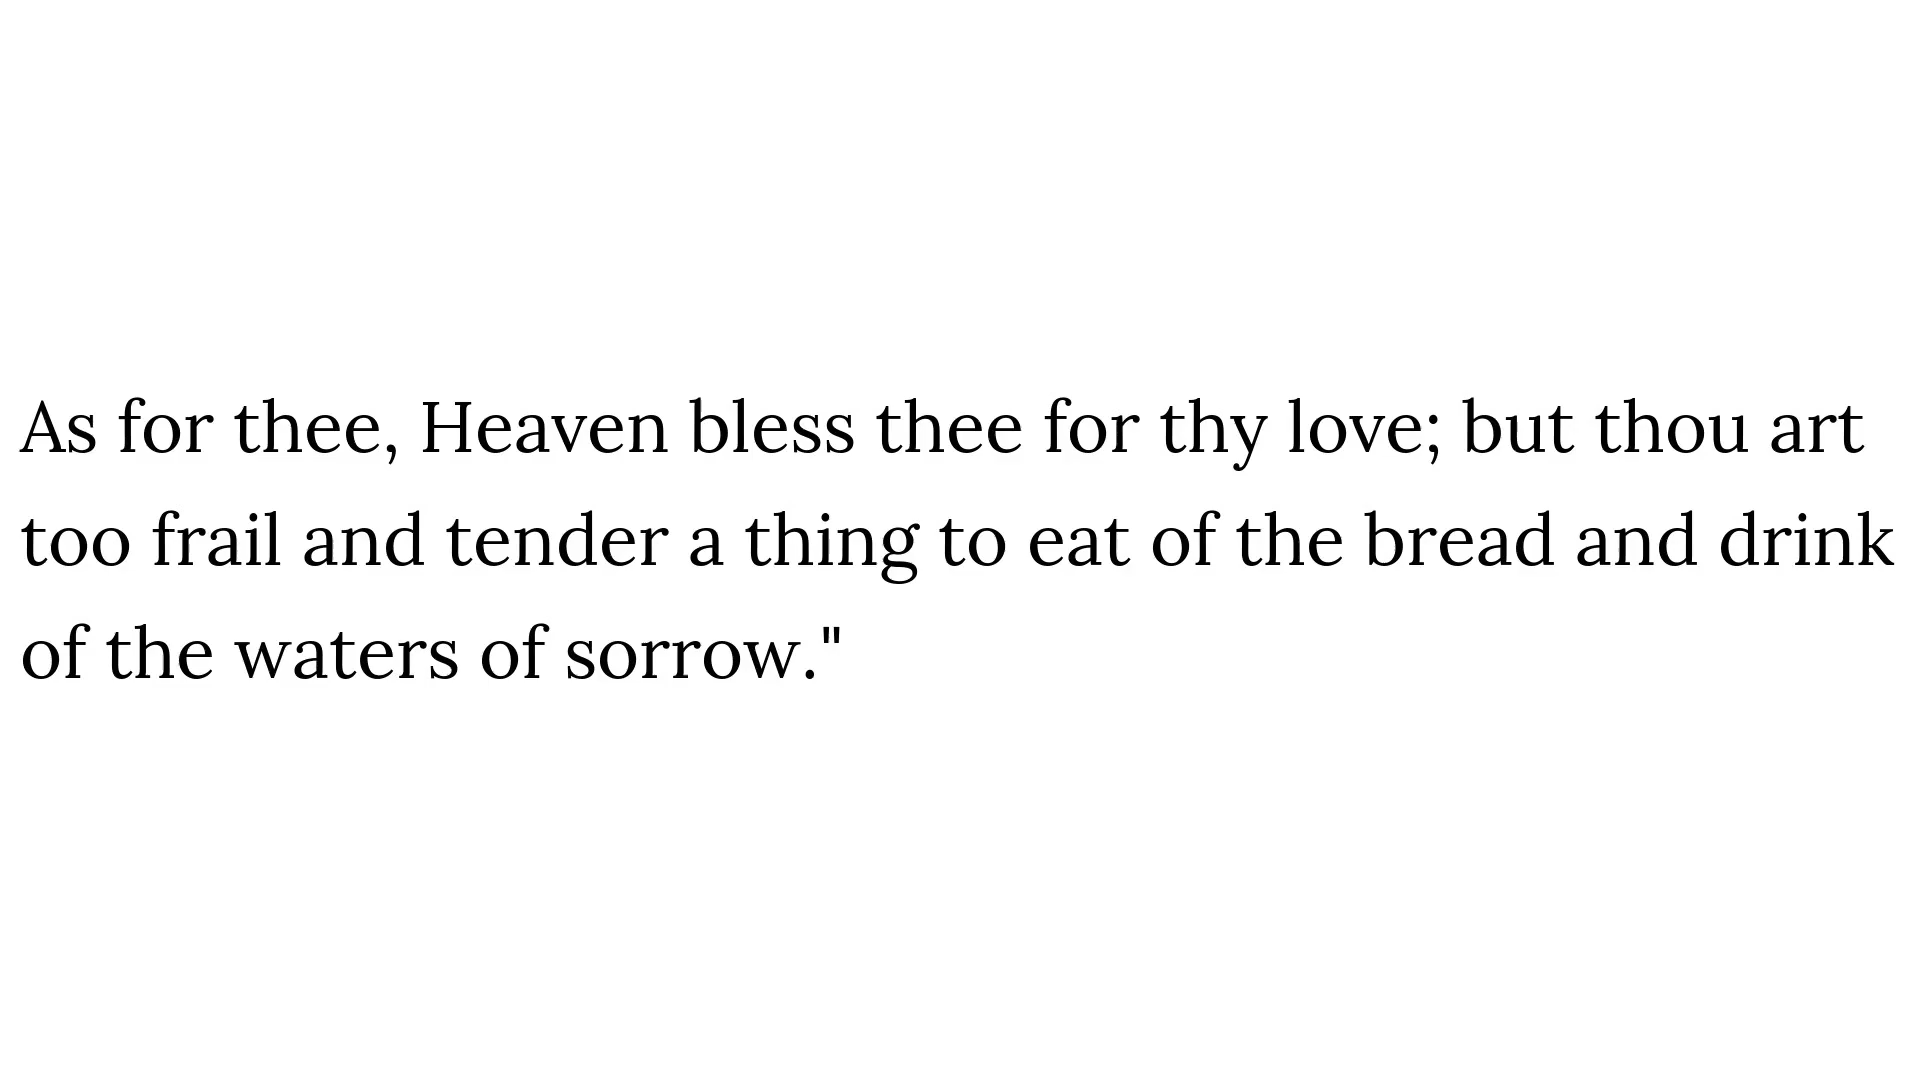 As for thee, Heaven bless thee for thy love; but thou art
too frail and tender a thing to eat of the bread and drink
of the waters of sorrow."